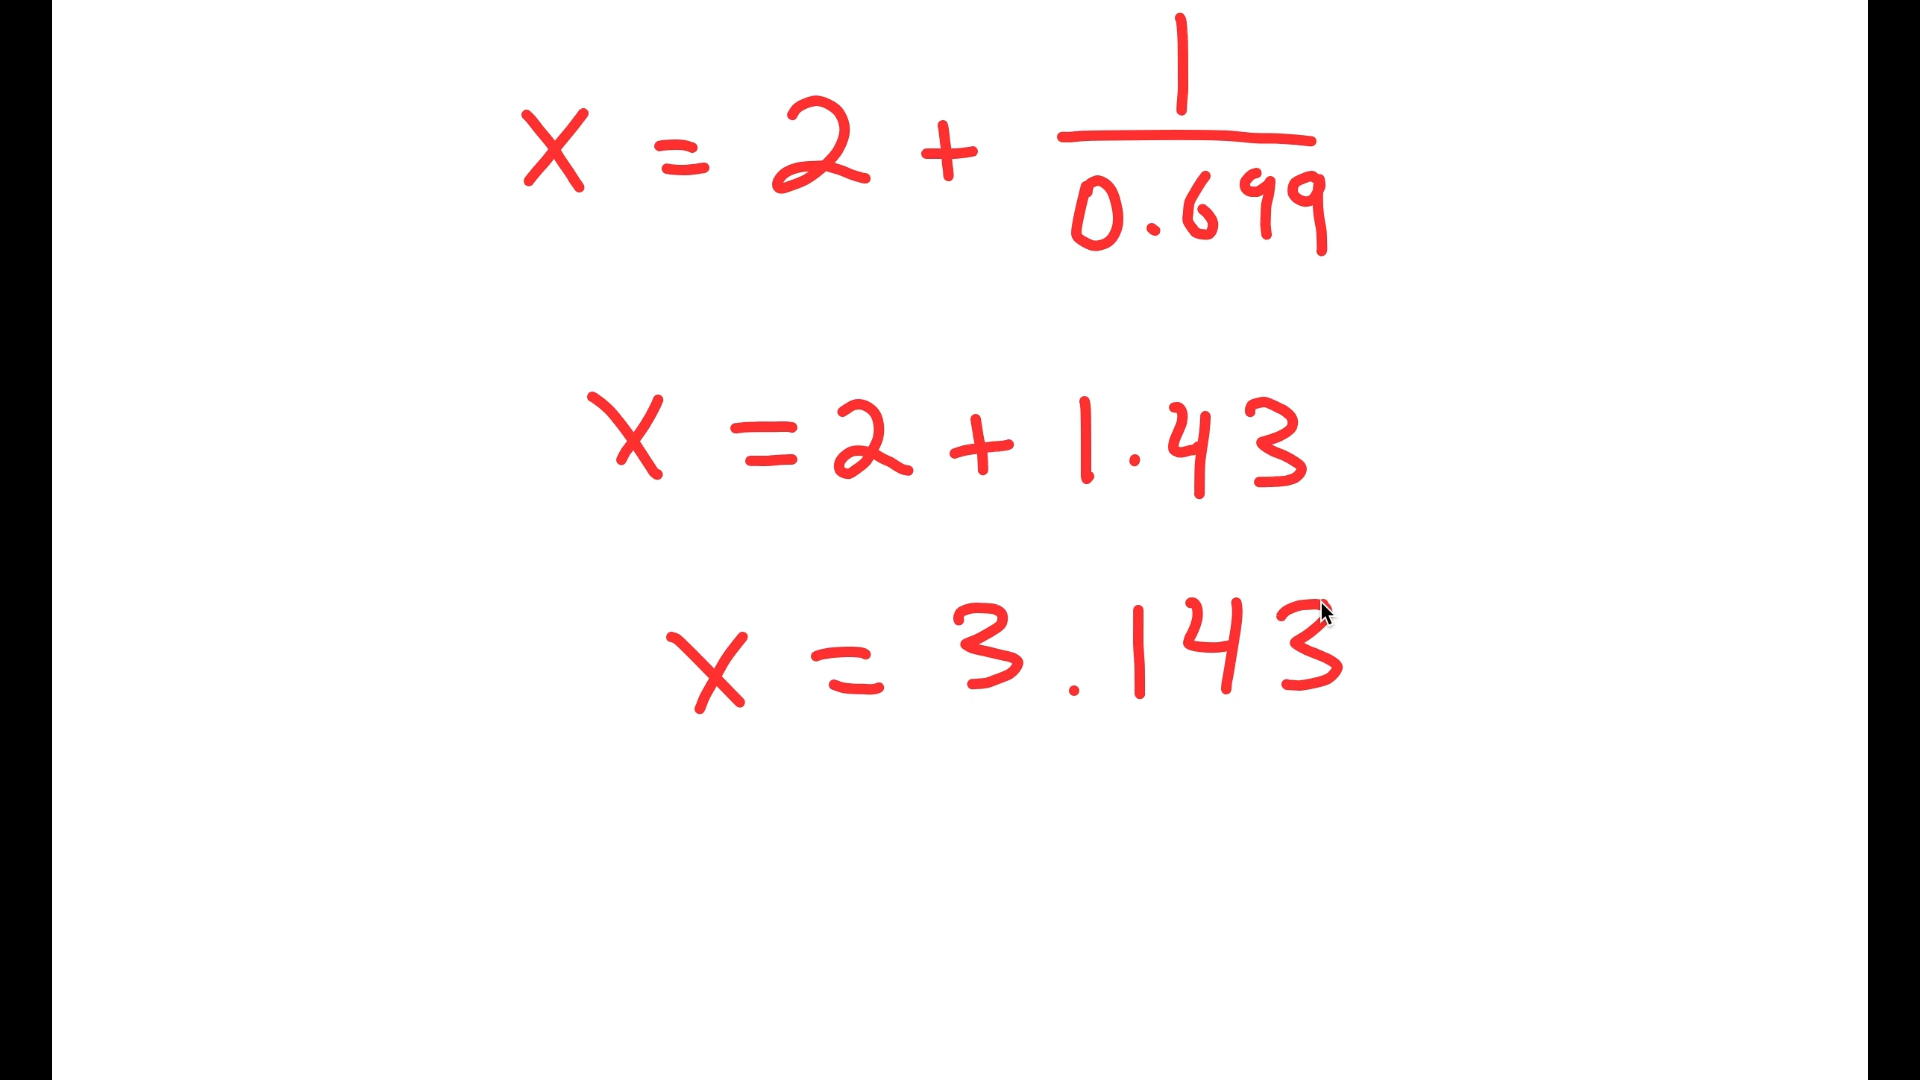 x = 2 + 1/0.699
x = 2 + 1.43
x = 3.143